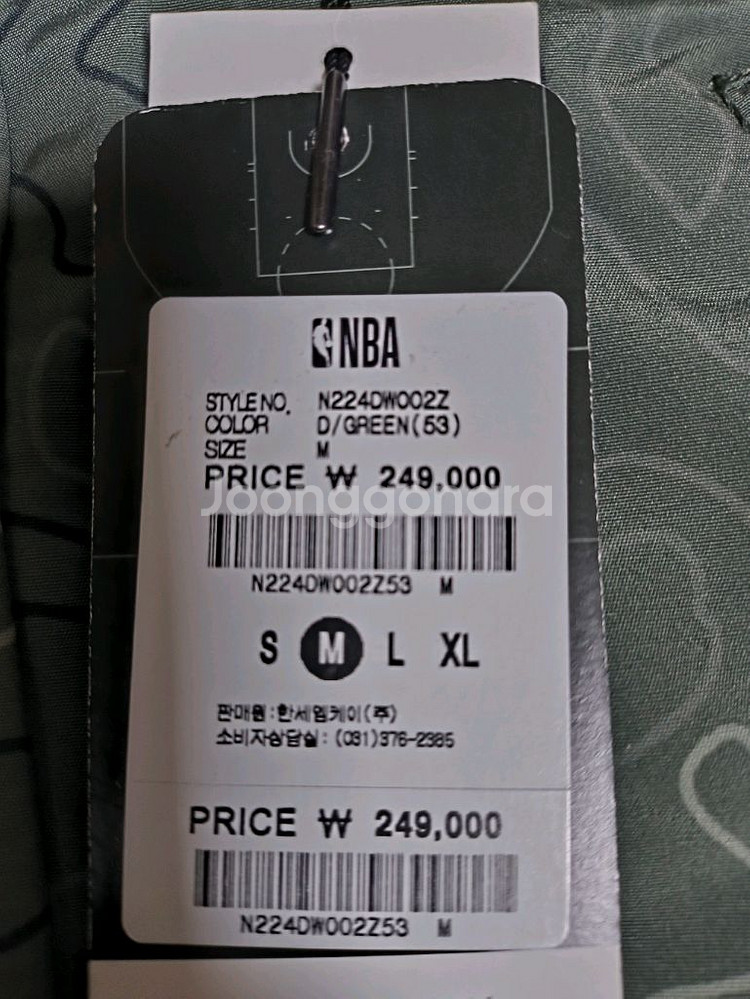 NBA
STYLE NO. N224DW002Z
COLOR D/GREEN(53)
SIZE M
PRICE ₩ 249,000
Joonggonara
N224DW002Z53 M
S M L XL
판매원:한세엠케이(주)
소비자상담실: (031)376-2385
PRICE ₩ 249,000
N224DW002Z53 M